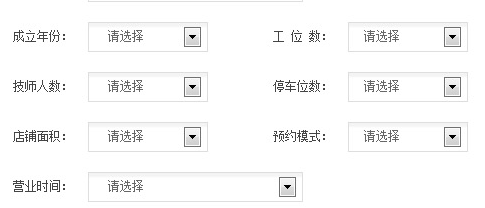 成立年份： 请选择 工 位 数： 请选择
技师人数： 请选择 停车位数： 请选择
店铺面积： 请选择 预约模式： 请选择
营业时间： 请选择